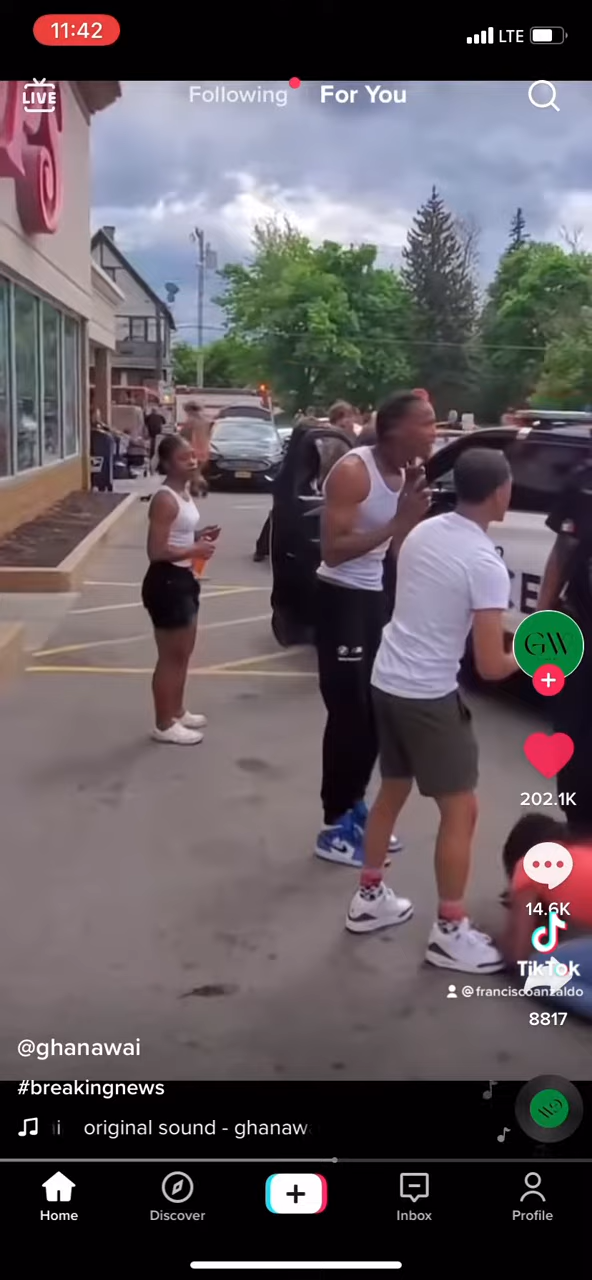 11:42
LTE
LIVE
Following
For You
CE
GW
202.1K
14.6K
TikTok
@franciscoanzaldo
8817
@ghanawai
#breakingnews
i original sound - ghanaw
Home
Discover
Inbox
Profile